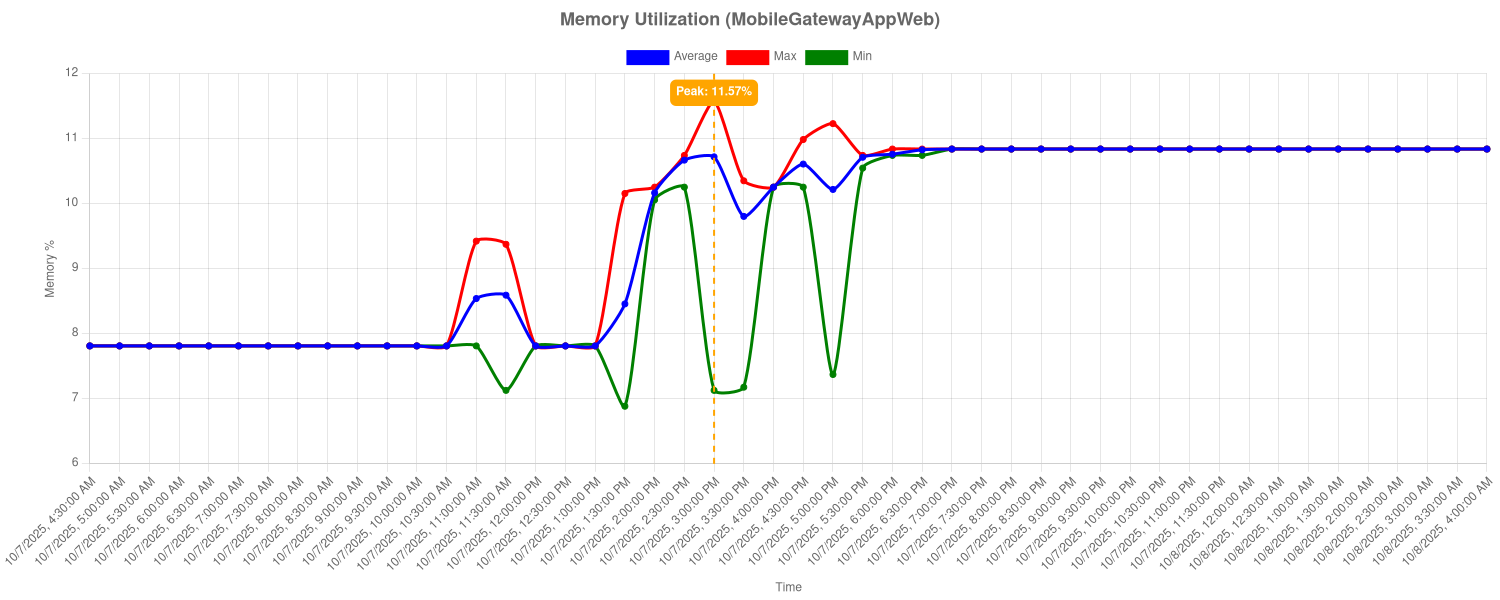 Memory Utilization (MobileGatewayAppWeb)
Average
Max
Min
Peak: 11.57%
12
11
10
9
8
7
6
Memory %
10/7/2025, 4:30:00 AM
10/7/2025, 5:00:00 AM
10/7/2025, 5:30:00 AM
10/7/2025, 6:00:00 AM
10/7/2025, 6:30:00 AM
10/7/2025, 7:00:00 AM
10/7/2025, 7:30:00 AM
10/7/2025, 8:00:00 AM
10/7/2025, 8:30:00 AM
10/7/2025, 9:00:00 AM
10/7/2025, 9:30:00 AM
10/7/2025, 10:00:00 AM
10/7/2025, 10:30:00 AM
10/7/2025, 11:00:00 AM
10/7/2025, 11:30:00 AM
10/7/2025, 12:00:00 PM
10/7/2025, 12:30:00 PM
10/7/2025, 1:00:00 PM
10/7/2025, 1:30:00 PM
10/7/2025, 2:00:00 PM
10/7/2025, 2:30:00 PM
10/7/2025, 3:00:00 PM
10/7/2025, 3:30:00 PM
10/7/2025, 4:00:00 PM
10/7/2025, 4:30:00 PM
10/7/2025, 5:00:00 PM
10/7/2025, 5:30:00 PM
10/7/2025, 6:00:00 PM
10/7/2025, 6:30:00 PM
10/7/2025, 7:00:00 PM
10/7/2025, 7:30:00 PM
10/7/2025, 8:00:00 PM
10/7/2025, 8:30:00 PM
10/7/2025, 9:00:00 PM
10/7/2025, 9:30:00 PM
10/7/2025, 10:00:00 PM
10/7/2025, 10:30:00 PM
10/7/2025, 11:00:00 PM
10/7/2025, 11:30:00 PM
10/8/2025, 12:00:00 AM
10/8/2025, 12:30:00 AM
10/8/2025, 1:00:00 AM
10/8/2025, 1:30:00 AM
10/8/2025, 2:00:00 AM
10/8/2025, 2:30:00 AM
10/8/2025, 3:00:00 AM
10/8/2025, 3:30:00 AM
10/8/2025, 4:00:00 AM
Time